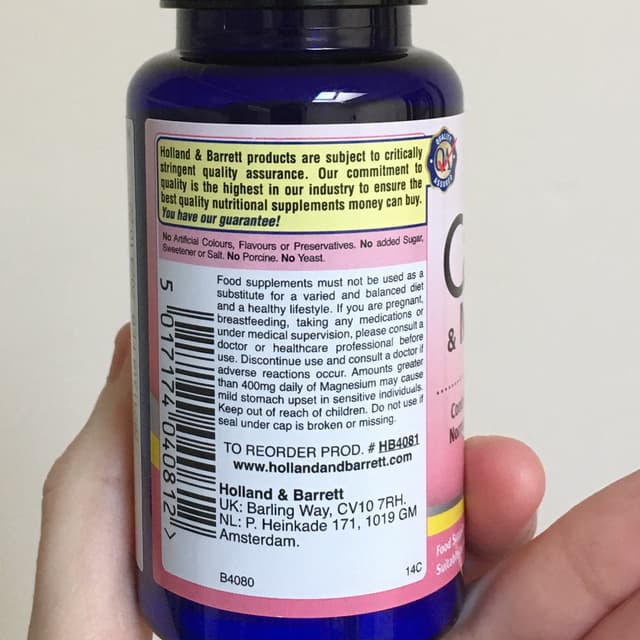 Holland & Barrett products are subject to critically
stringent quality assurance. Our commitment to
quality is the highest in our industry to ensure the
best quality nutritional supplements money can buy.
You have our guarantee!
QUALITY
QA
ASSURED
No Artificial Colours, Flavours or Preservatives. No added Sugar,
Sweetener or Salt. No Porcine. No Yeast.
Food supplements must not be used as a
substitute for a varied and balanced diet
and a healthy lifestyle. If you are pregnant,
breastfeeding, taking any medications or
under medical supervision, please consult a
doctor or healthcare professional before
use. Discontinue use and consult a doctor if
adverse reactions occur. Amounts greater
than 400mg daily of Magnesium may cause
mild stomach upset in sensitive individuals.
Keep out of reach of children. Do not use if
seal under cap is broken or missing.
5 017174 040812 >
TO REORDER PROD. # HB4081
www.hollandandbarrett.com
Holland & Barrett
UK: Barling Way, CV10 7RH.
NL: P. Heinkade 171, 1019 GM
Amsterdam.
B4080
14C
&
Food